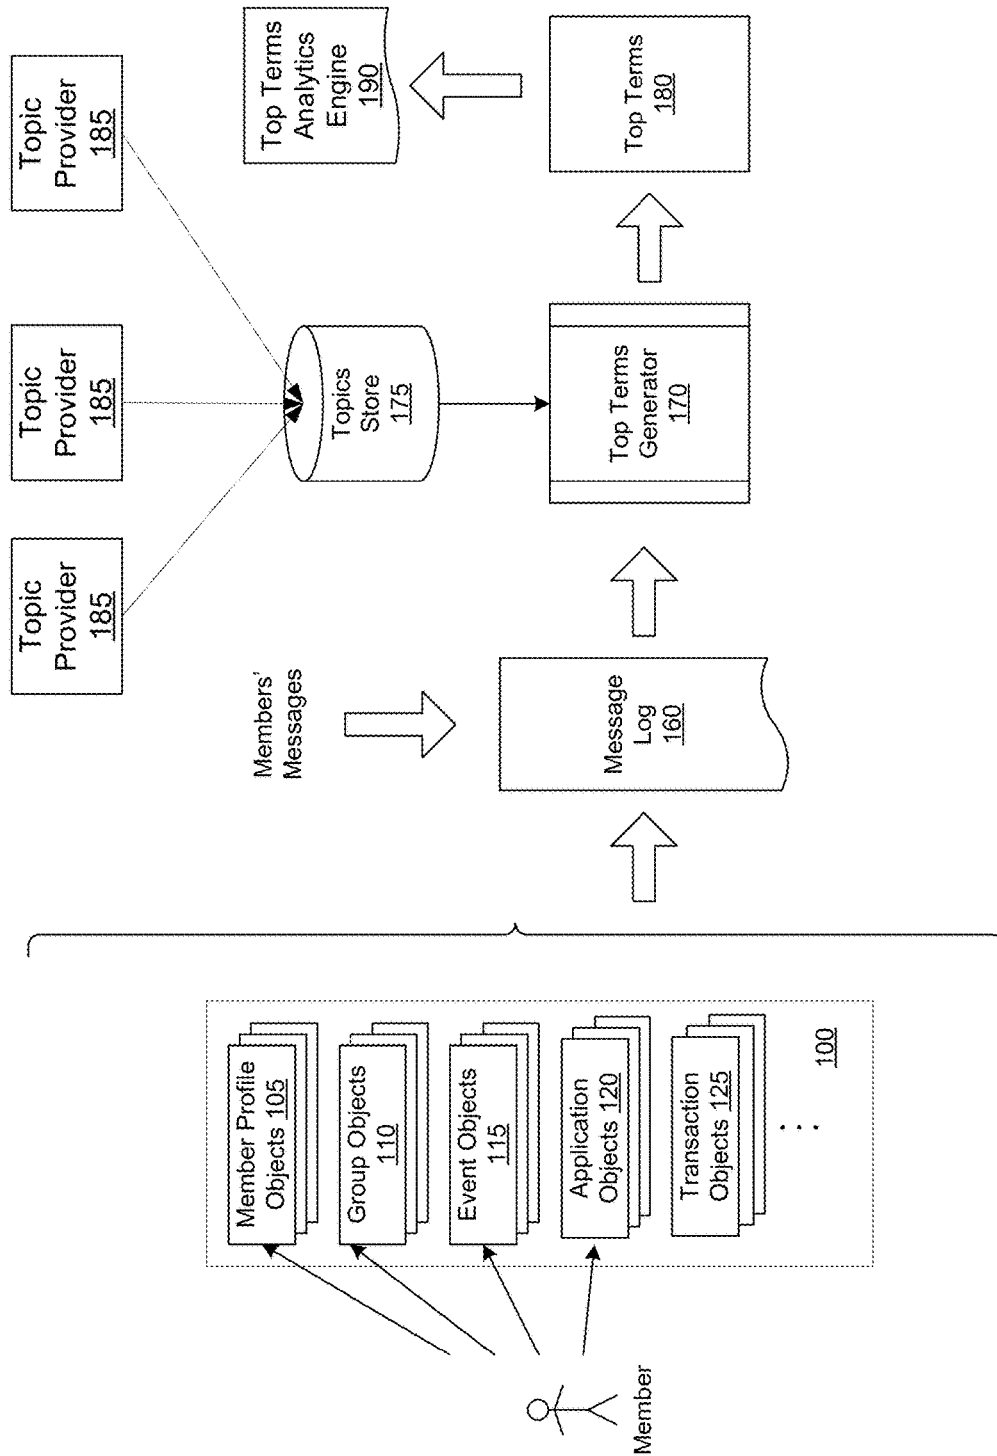 Topic
Provider
185
Topic
Provider
185
Topic
Provider
185
Members'
Messages
Topics
Store
175
Top Terms
Analytics
Engine
190
Member Profile
Objects 105
Group Objects
110
Event Objects
115
Application
Objects 120
Transaction
Objects 125
. . .
100
Member
Message
Log
160
Top Terms
Generator
170
Top Terms
180